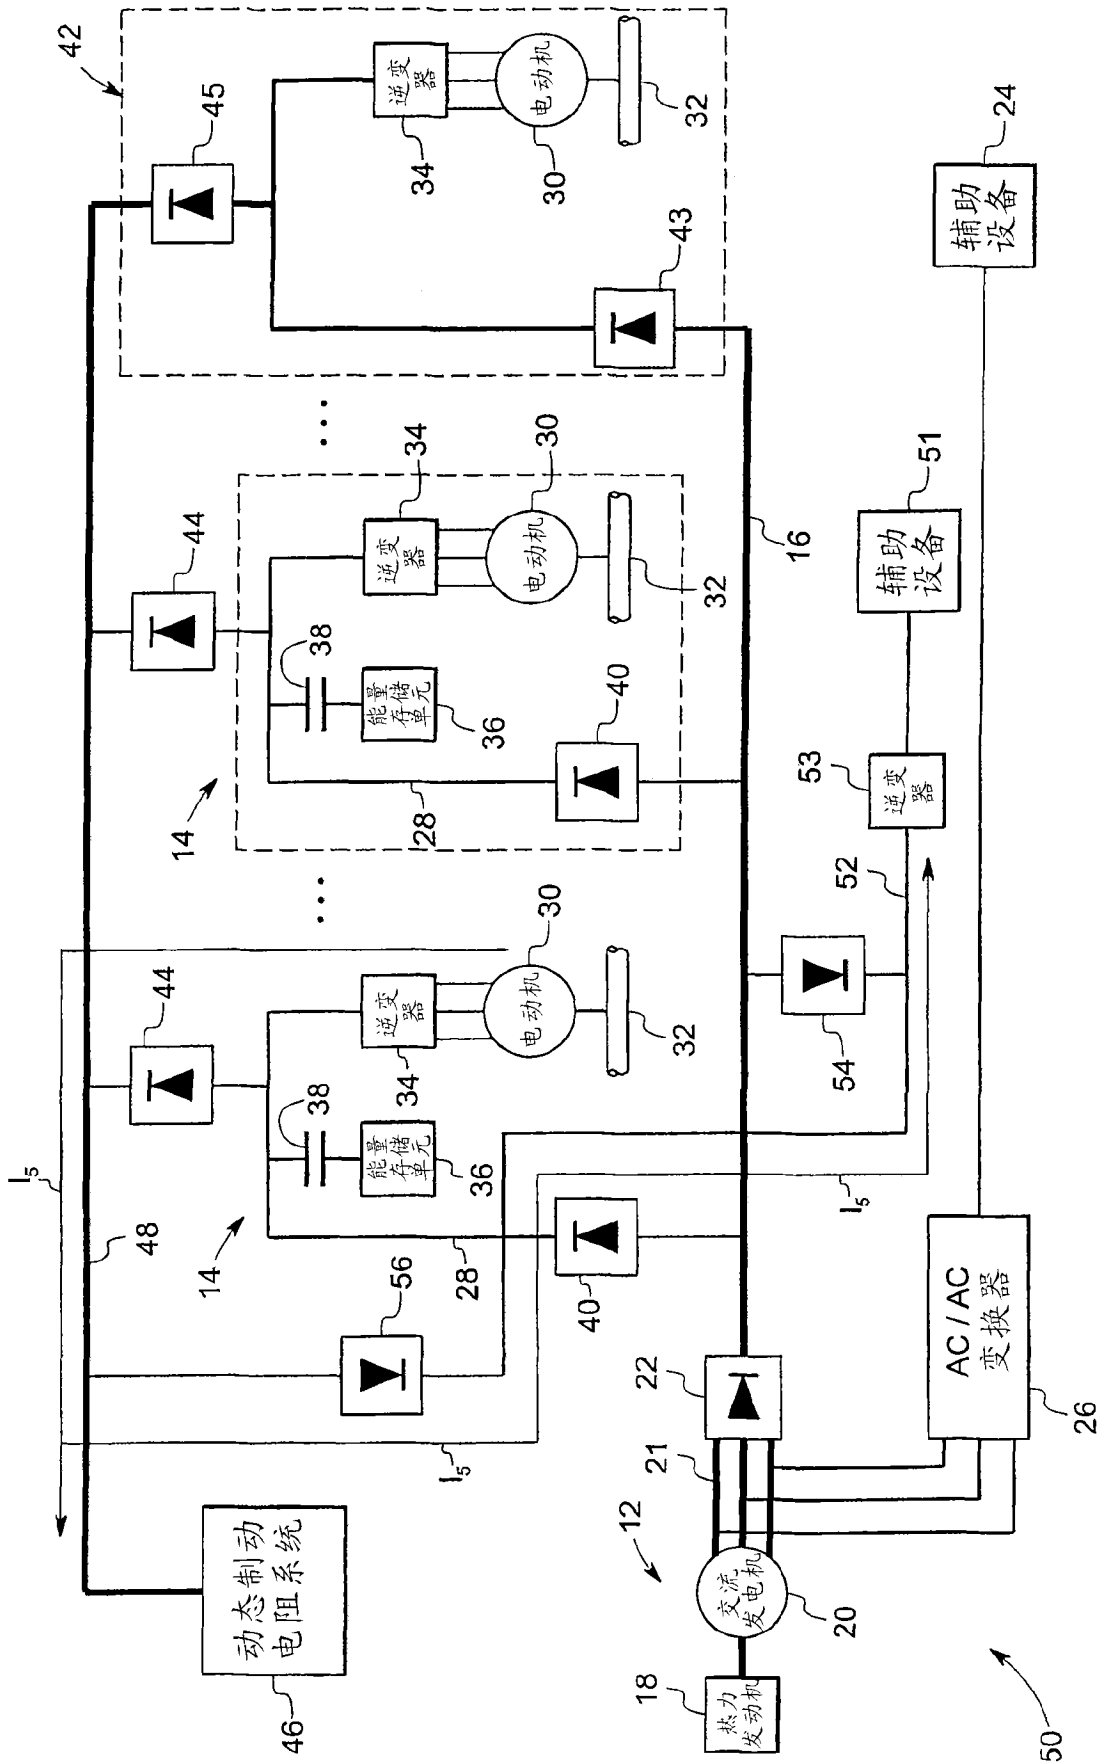 I₅
42
48
44
44
45
14
14
动态制动
电阻系统
46
56
38
38
能量
存储
单元
36
能量
存储
单元
36
逆变
器
34
逆变
器
34
逆变
器
34
28
28
I₅
电动机
30
电动机
30
电动机
30
40
40
43
32
32
32
12
21
22
热力
发动机
18
交流
发电机
20
16
I₅
54
52
53
逆变
器
51
辅助
设备
24
辅助
设备
AC/AC
变换器
26
50